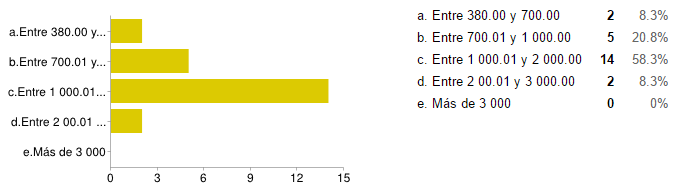 a.Entre 380.00 y...
b.Entre 700.01 y...
c.Entre 1 000.01...
d.Entre 2 00.01 ...
e.Más de 3 000
0 3 6 9 12 15
a. Entre 380.00 y 700.00 2 8.3%
b. Entre 700.01 y 1 000.00 5 20.8%
c. Entre 1 000.01 y 2 000.00 14 58.3%
d. Entre 2 00.01 y 3 000.00 2 8.3%
e. Más de 3 000 0 0%